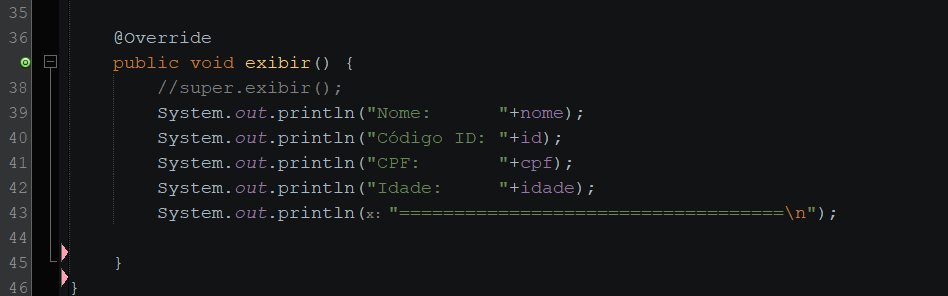 35
36 @Override
public void exibir() {
38 //super.exibir();
39 System.out.println("Nome:      "+nome);
40 System.out.println("Código ID: "+id);
41 System.out.println("CPF:       "+cpf);
42 System.out.println("Idade:     "+idade);
43 System.out.println(x: "===================================\n");
44
45 }
46 }